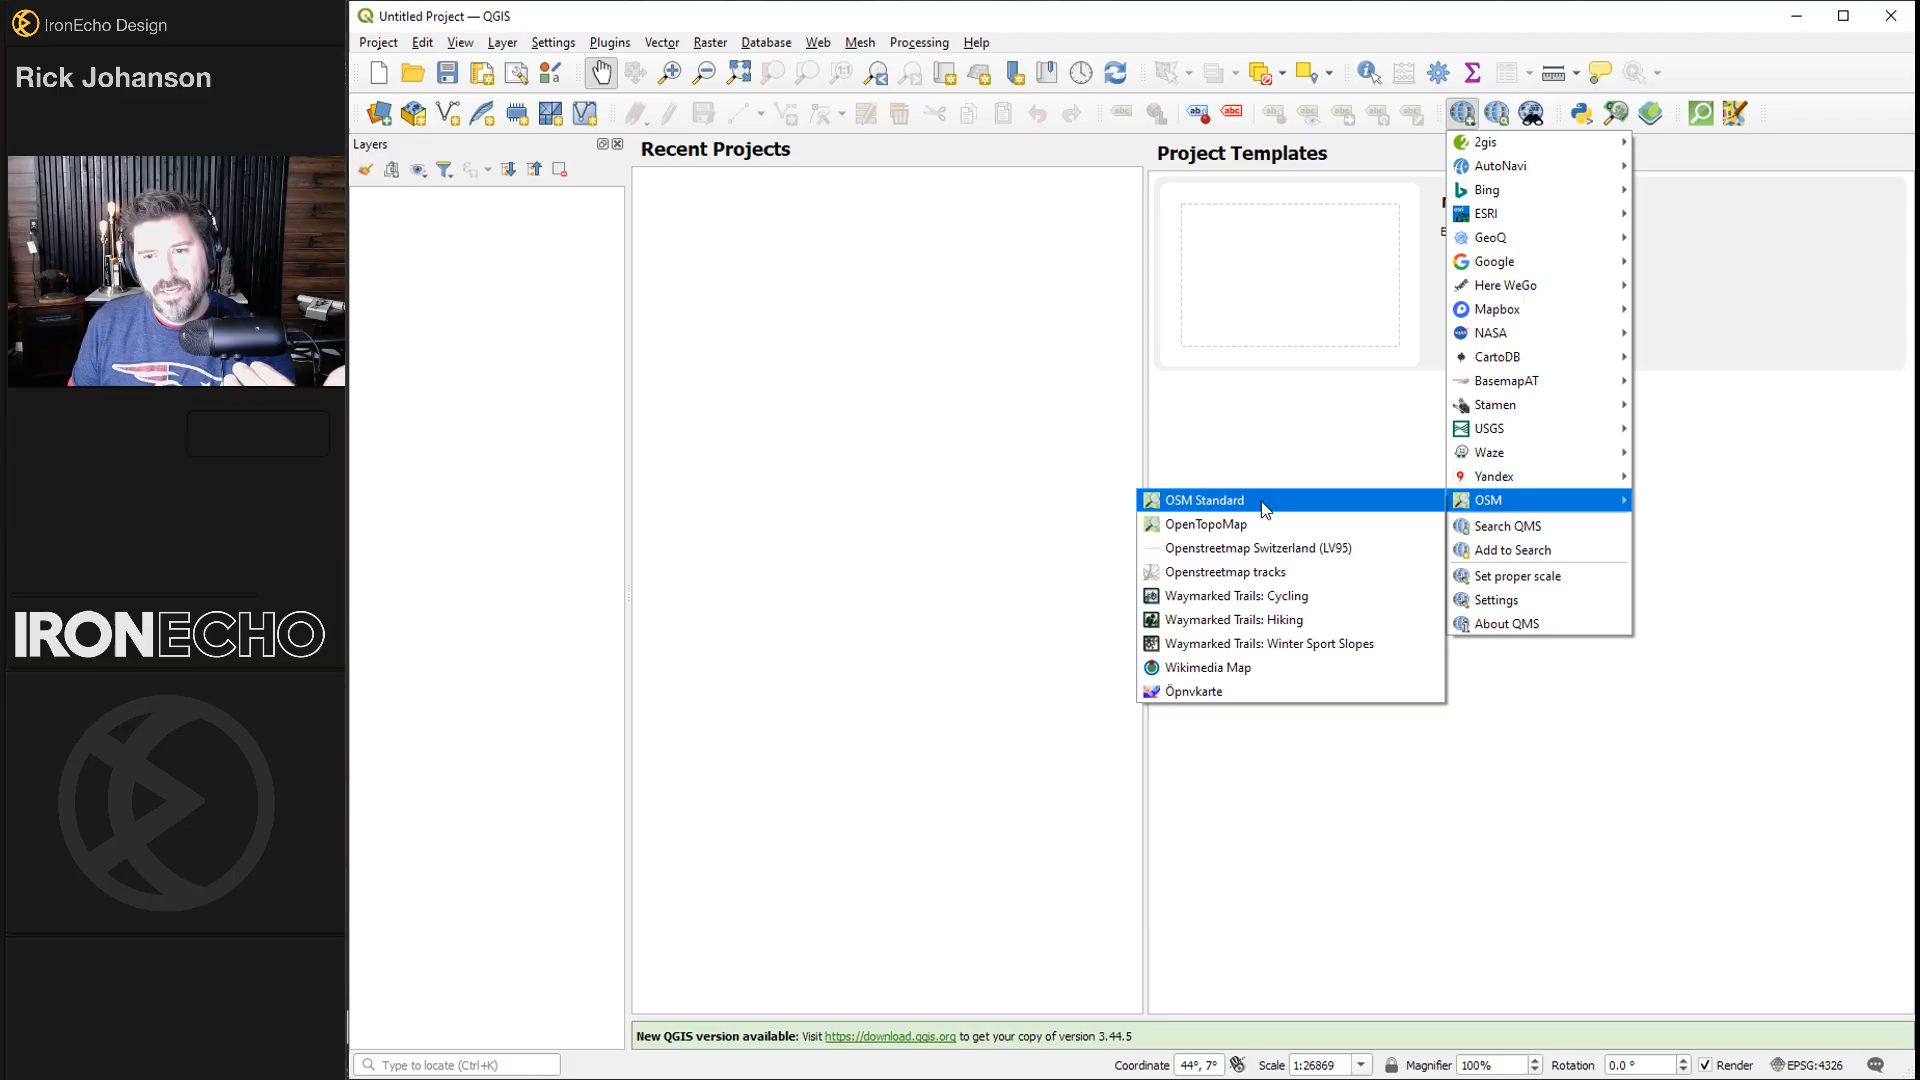 IronEcho Design
Rick Johanson
IRONECHO
Untitled Project — QGIS
Project Edit View Layer Settings Plugins Vector Raster Database Web Mesh Processing Help
Layers
Recent Projects
Project Templates
2gis
AutoNavi
Bing
ESRI
GeoQ
Google
Here WeGo
Mapbox
NASA
CartoDB
BasemapAT
Stamen
USGS
Waze
Yandex
OSM
Search QMS
Add to Search
Set proper scale
Settings
About QMS
OSM Standard
OpenTopoMap
Openstreetmap Switzerland (LV95)
Openstreetmap tracks
Waymarked Trails: Cycling
Waymarked Trails: Hiking
Waymarked Trails: Winter Sport Slopes
Wikimedia Map
Öpnvkarte
New QGIS version available: Visit https://download.qgis.org to get your copy of version 3.44.5
Type to locate (Ctrl+K)
Coordinate 44°, 7° Scale 1:26869 Magnifier 100% Rotation 0.0 ° Render EPSG:4326